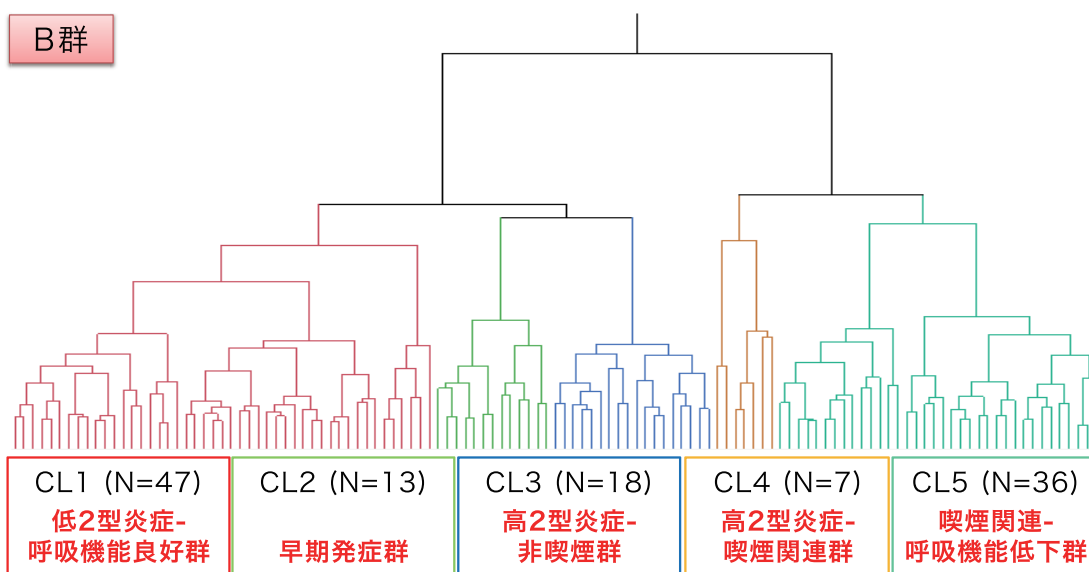 B群
CL1 (N=47)
低2型炎症-
呼吸機能良好群
CL2 (N=13)
早期発症群
CL3 (N=18)
高2型炎症-
非喫煙群
CL4 (N=7)
高2型炎症-
喫煙関連群
CL5 (N=36)
喫煙関連-
呼吸機能低下群